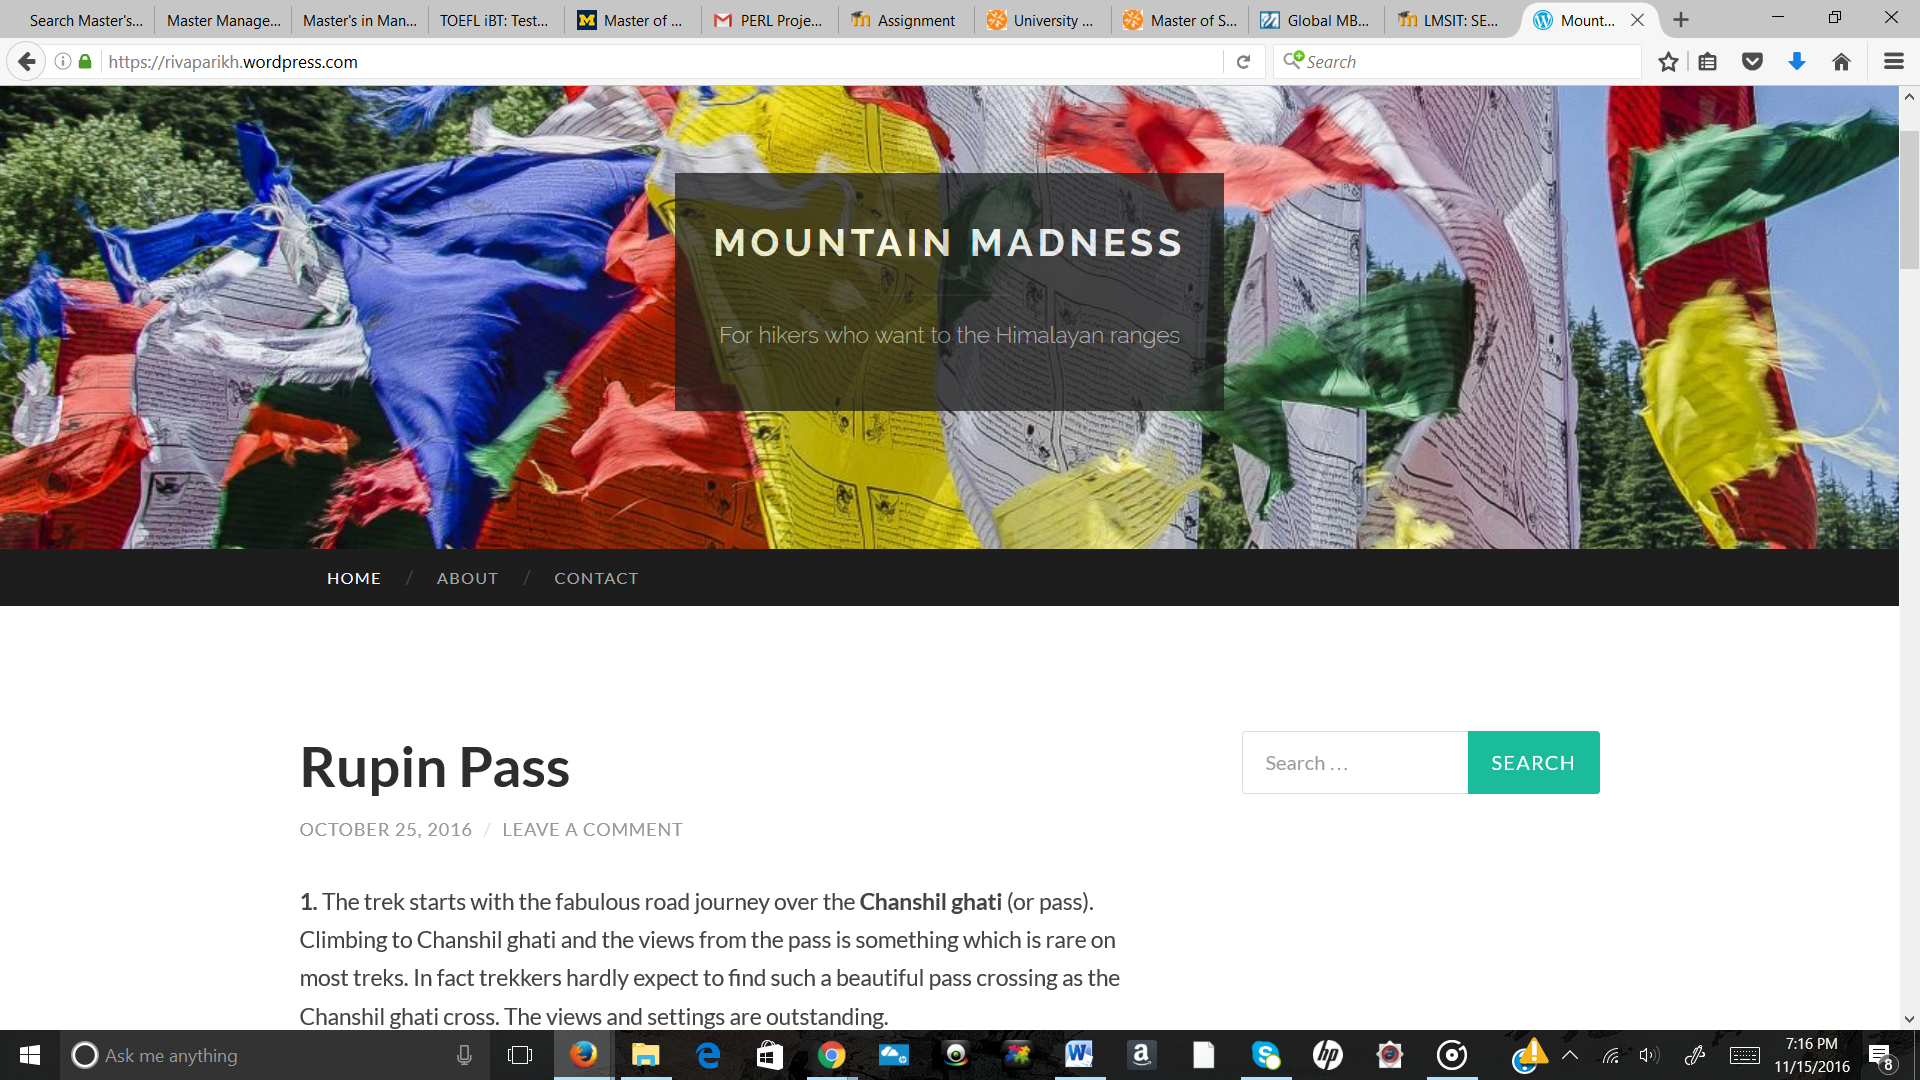 Search Master's...
Master Manage...
Master's in Man...
TOEFL iBT: Test...
Master of ...
PERL Proje...
Assignment
University ...
Master of S...
Global MB...
LMSIT: SE...
Mount...
https://rivaparikh.wordpress.com
Search
MOUNTAIN MADNESS
For hikers who want to the Himalayan ranges
HOME / ABOUT / CONTACT
Rupin Pass
OCTOBER 25, 2016 / LEAVE A COMMENT
Search ...
SEARCH
1. The trek starts with the fabulous road journey over the Chanshil ghati (or pass).
Climbing to Chanshil ghati and the views from the pass is something which is rare on
most treks. In fact trekkers hardly expect to find such a beautiful pass crossing as the
Chanshil ghati cross. The views and settings are outstanding.
Ask me anything
7:16 PM
11/15/2016
8